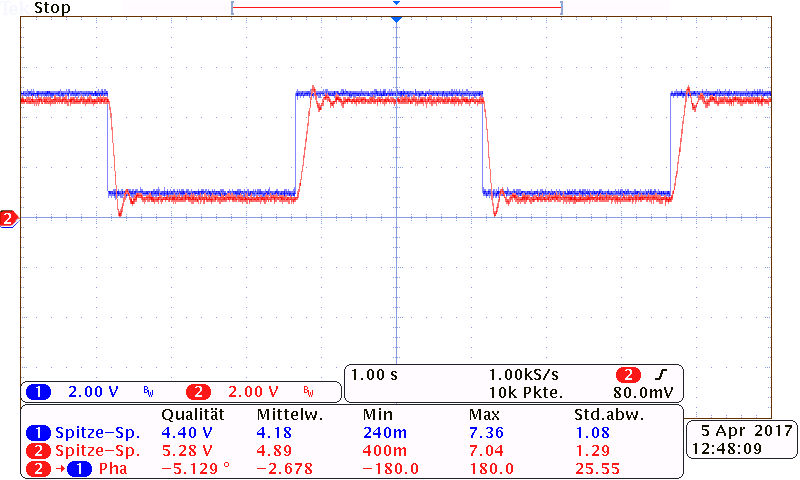 Tek Stop
2
1 2.00 V BW 2 2.00 V BW
1.00 s 1.00kS/s 2 ʃ
10k Pkte. 80.0mV
Qualität Mittelw. Min Max Std.abw.
1 Spitze–Sp. 4.40 V 4.18 240m 7.36 1.08
2 Spitze–Sp. 5.28 V 4.89 400m 7.04 1.29
2 → 1 Pha −5.129 ° −2.678 −180.0 180.0 25.55
5 Apr 2017
12:48:09